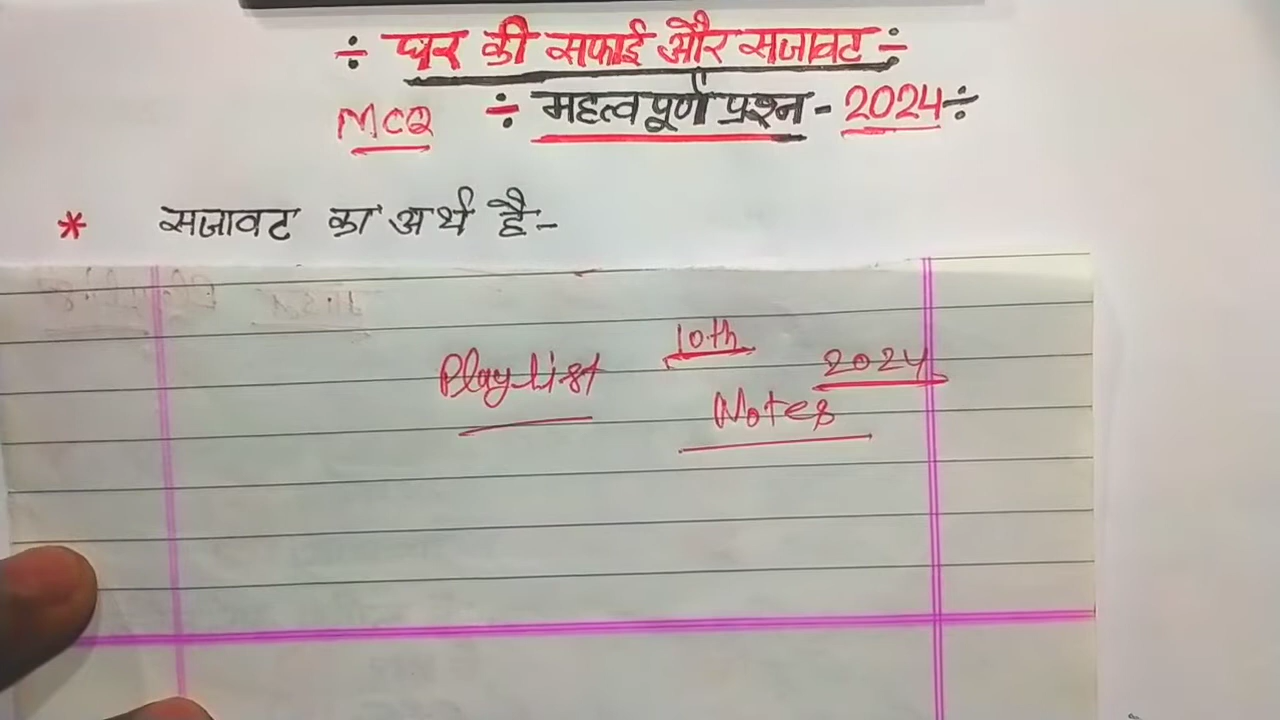 ÷ घर की सफाई और सजावट ÷
MCQ ÷ महत्वपूर्ण प्रश्न - 2024 ÷
* सजावट का अर्थ है-
Playlist 10th 2024
Notes